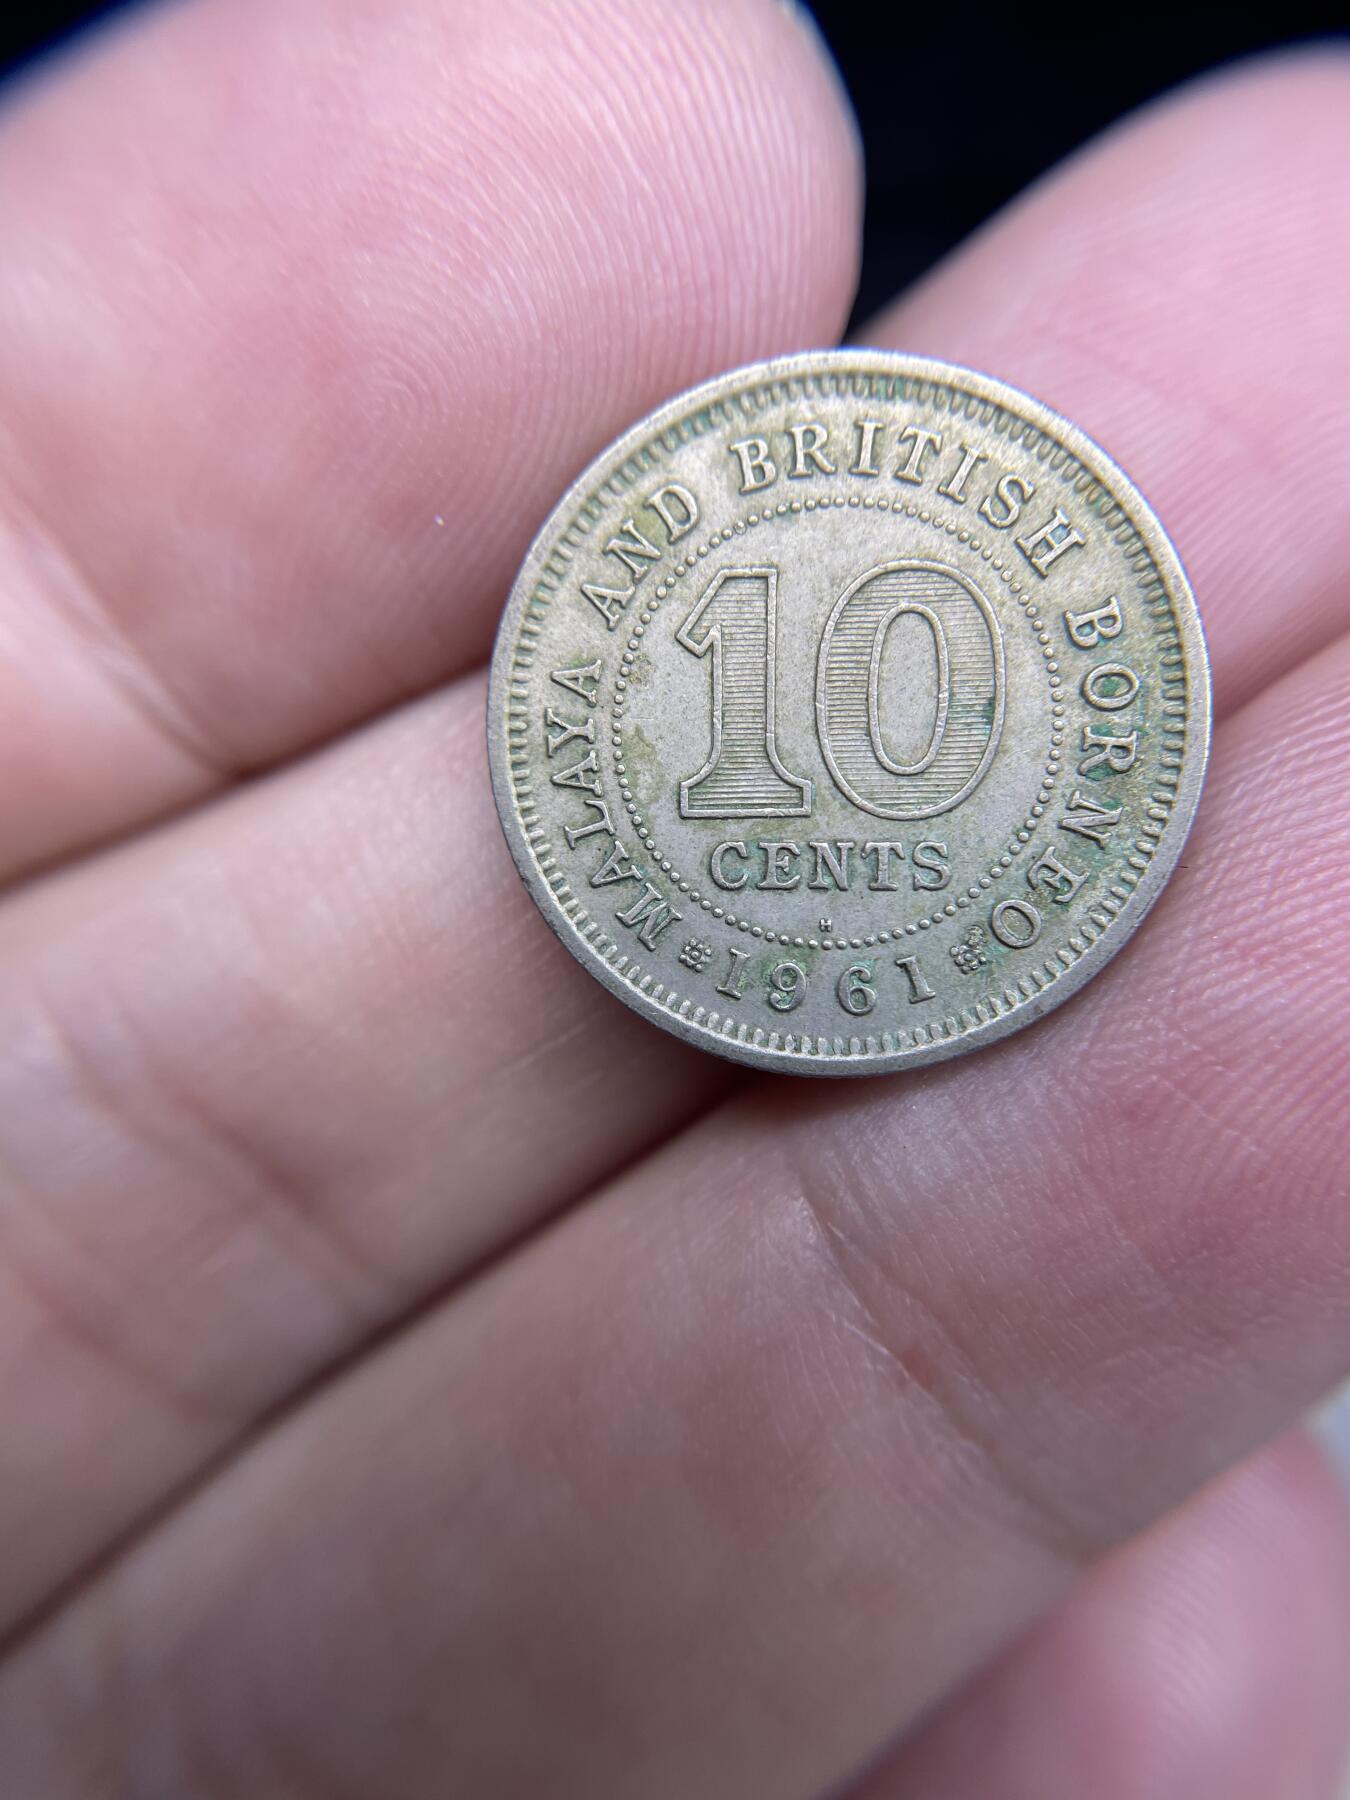 MALAYA AND BRITISH BORNEO
10
CENTS
H
1961